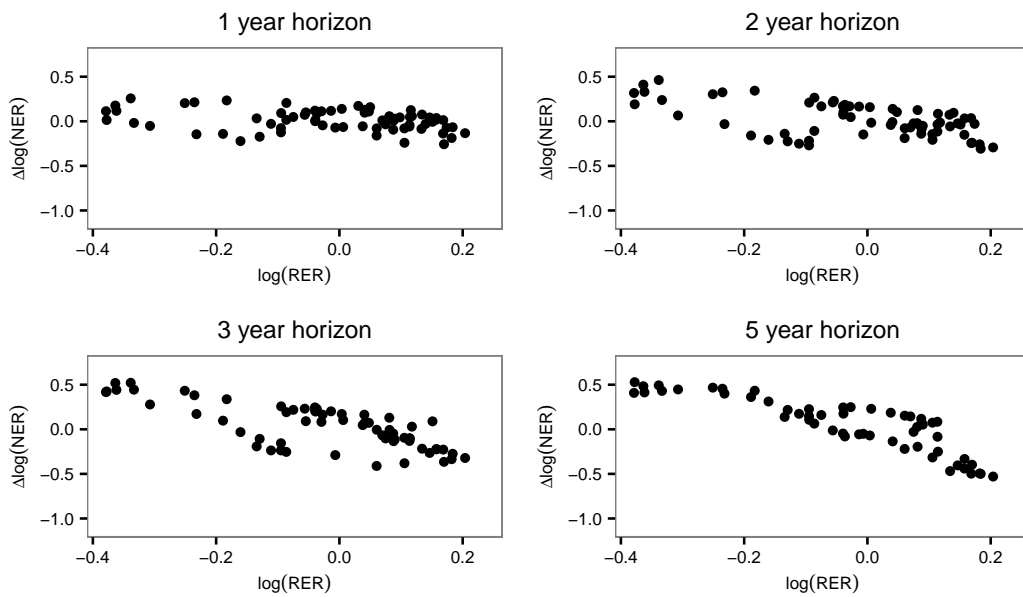 1 year horizon
Δlog(NER)
0.5
0.0
−0.5
−1.0
−0.4 −0.2 0.0 0.2
log(RER)
2 year horizon
Δlog(NER)
0.5
0.0
−0.5
−1.0
−0.4 −0.2 0.0 0.2
log(RER)
3 year horizon
Δlog(NER)
0.5
0.0
−0.5
−1.0
−0.4 −0.2 0.0 0.2
log(RER)
5 year horizon
Δlog(NER)
0.5
0.0
−0.5
−1.0
−0.4 −0.2 0.0 0.2
log(RER)